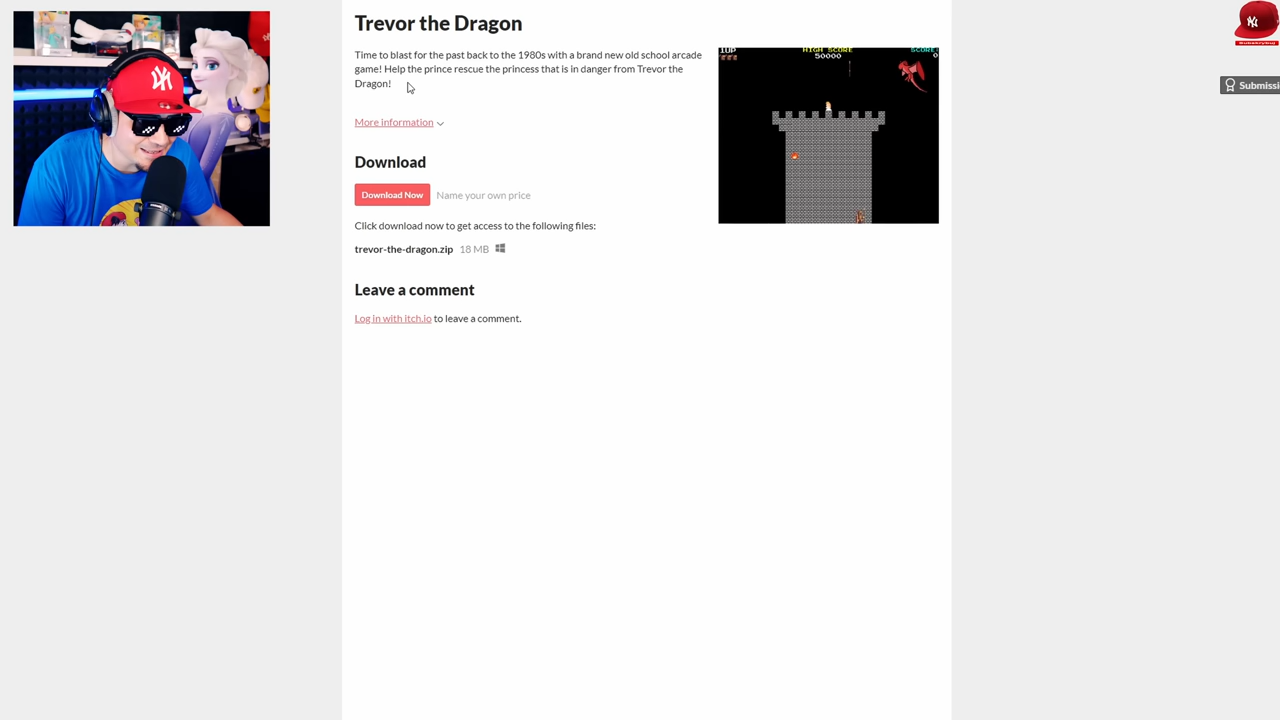 Trevor the Dragon
Time to blast for the past back to the 1980s with a brand new old school arcade
game! Help the prince rescue the princess that is in danger from Trevor the
Dragon!
1UP HIGH SCORE SCORE
50000 0
More information
Download
Download Now Name your own price
Click download now to get access to the following files:
trevor-the-dragon.zip 18 MB
Leave a comment
Log in with itch.io to leave a comment.
Submissi
NY
NY